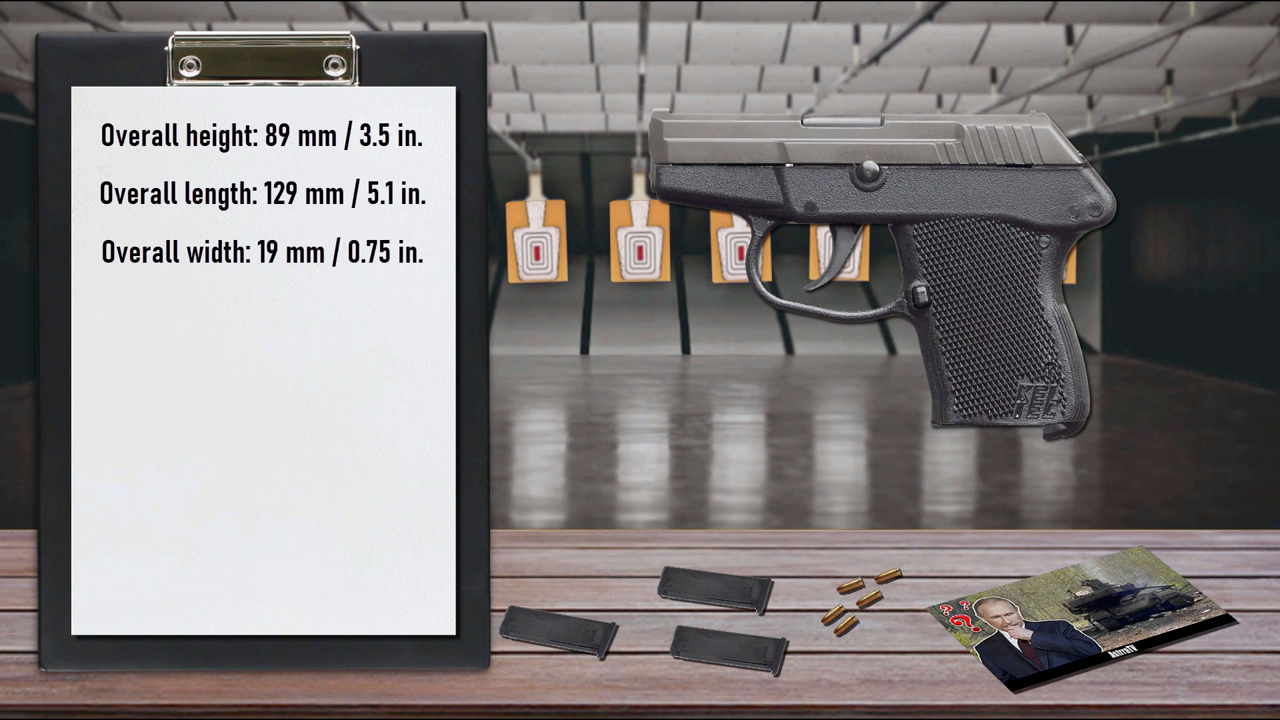 Overall height: 89 mm / 3.5 in.
Overall length: 129 mm / 5.1 in.
Overall width: 19 mm / 0.75 in.
KEL
???